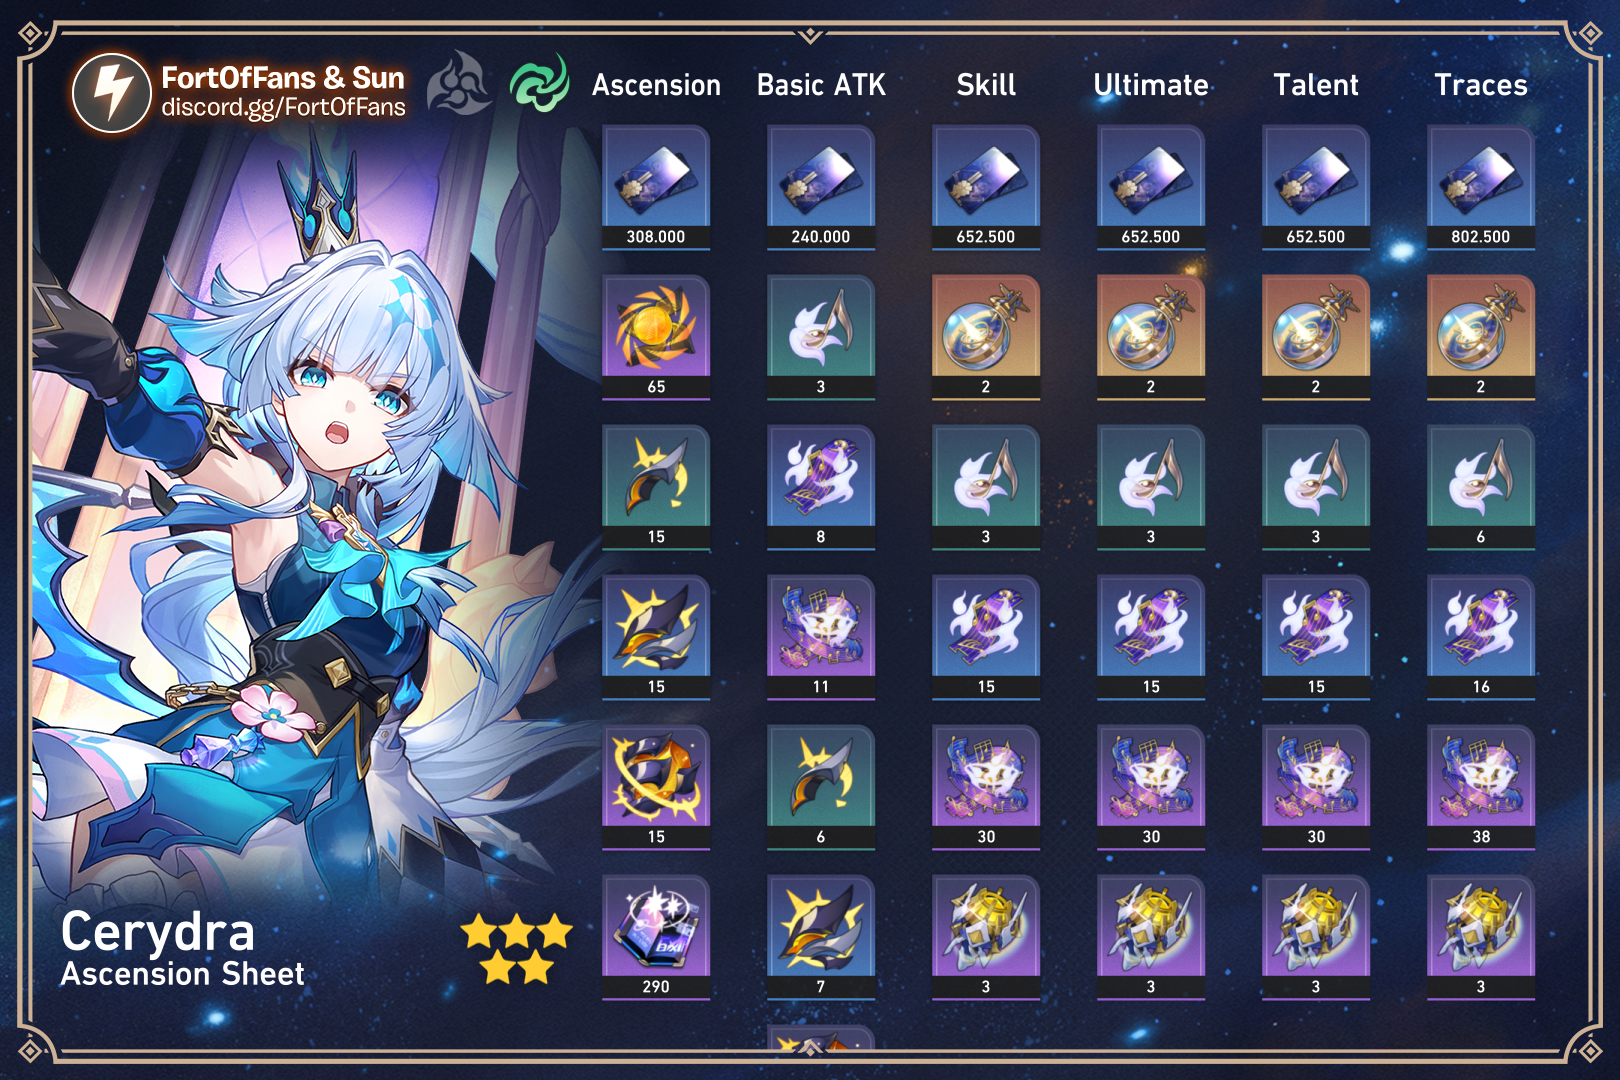 FortOfFans & Sun
discord.gg/FortOfFans
Ascension Basic ATK Skill Ultimate Talent Traces
308.000 240.000 652.500 652.500 652.500 802.500
65 3 2 2 2 2
15 8 3 3 3 6
15 11 15 15 15 16
15 6 30 30 30 38
290 7 3 3 3 3
Cerydra
Ascension Sheet